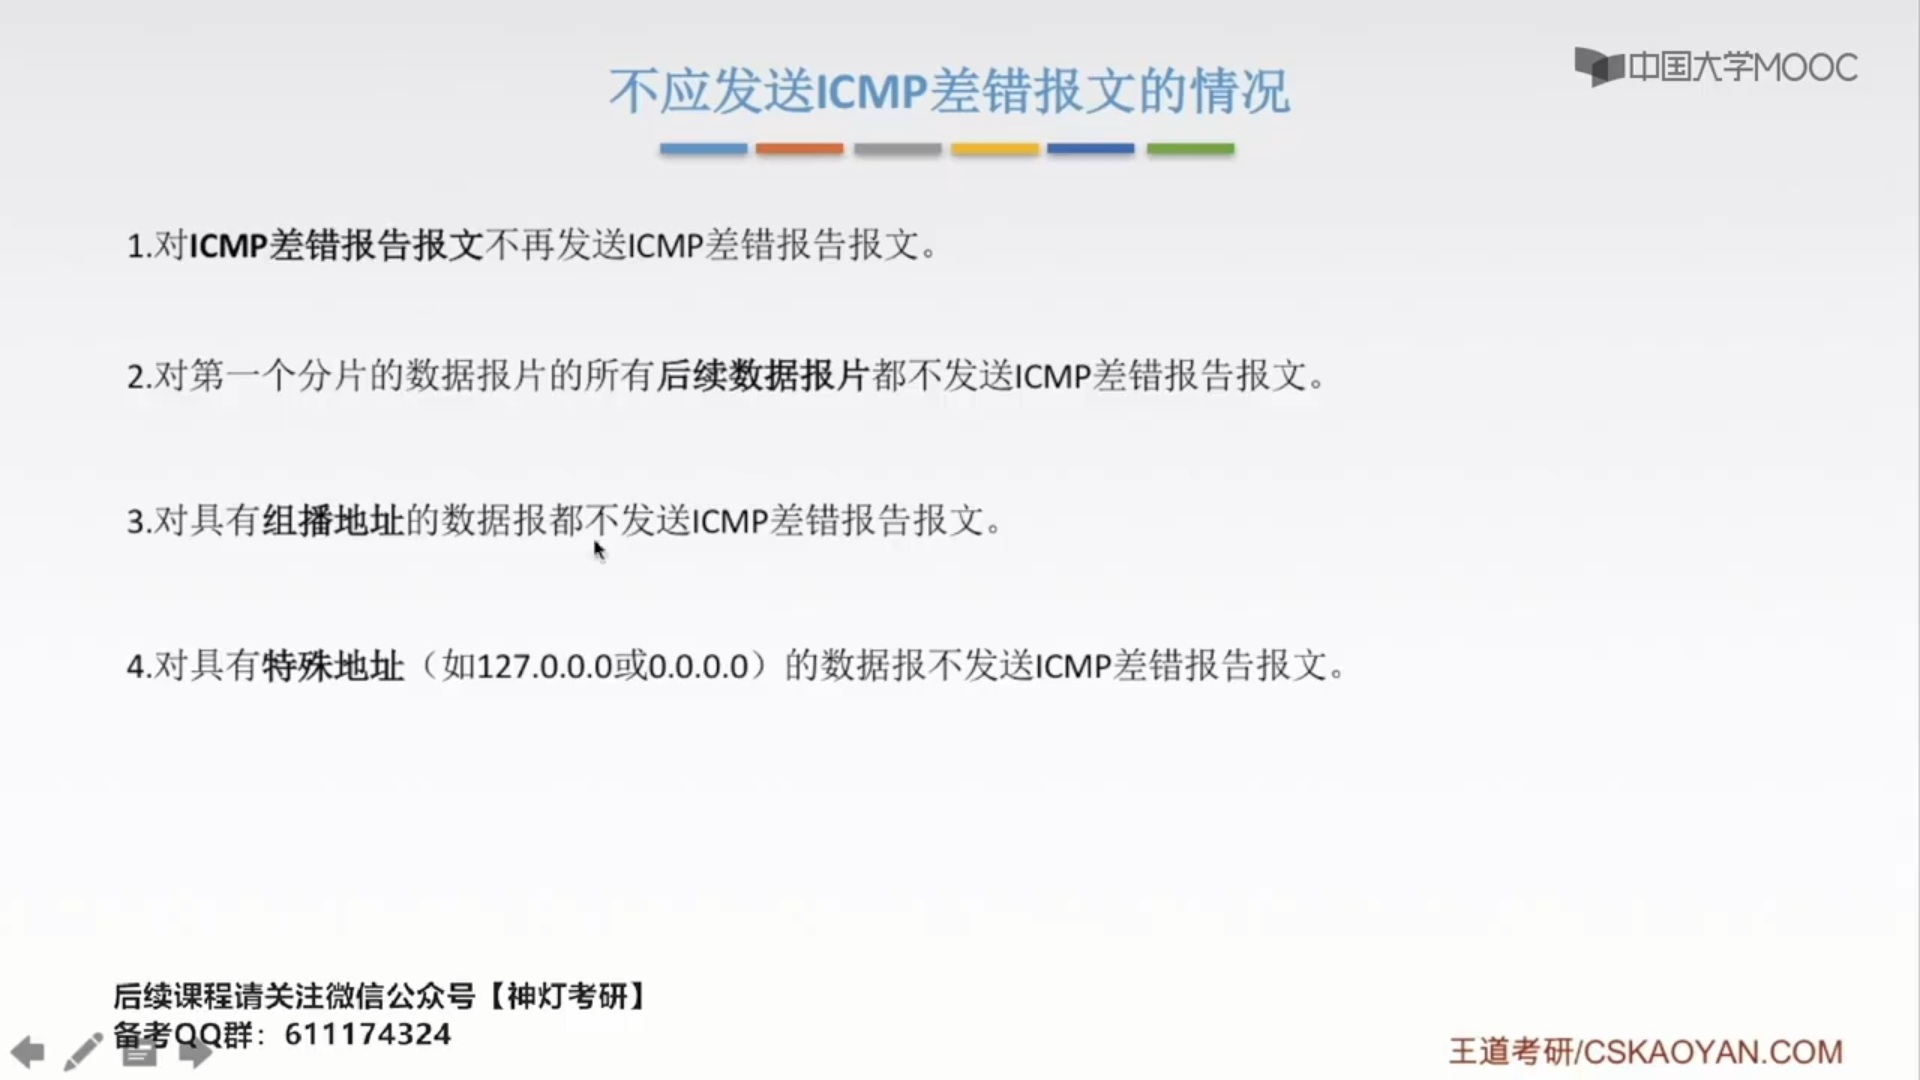 中国大学MOOC
不应发送ICMP差错报文的情况
1.对ICMP差错报告报文不再发送ICMP差错报告报文。
2.对第一个分片的数据报片的所有后续数据报片都不发送ICMP差错报告报文。
3.对具有组播地址的数据报都不发送ICMP差错报告报文。
4.对具有特殊地址（如127.0.0.0或0.0.0.0）的数据报不发送ICMP差错报告报文。
后续课程请关注微信公众号【神灯考研】
备考QQ群：611174324
王道考研/CSKAOYAN.COM